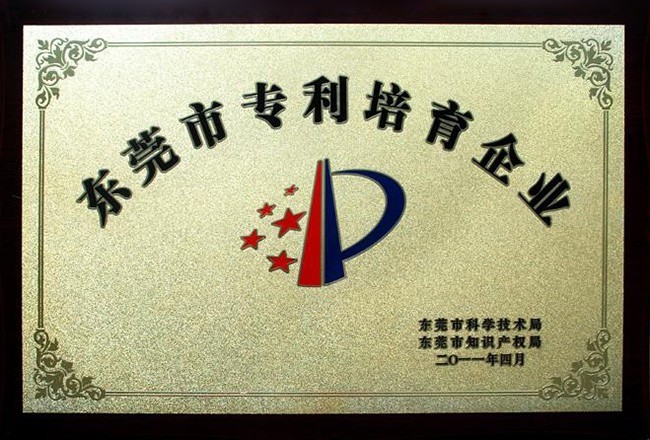 东莞市专利培育企业
东莞市科学技术局
东莞市知识产权局
二〇一一年四月